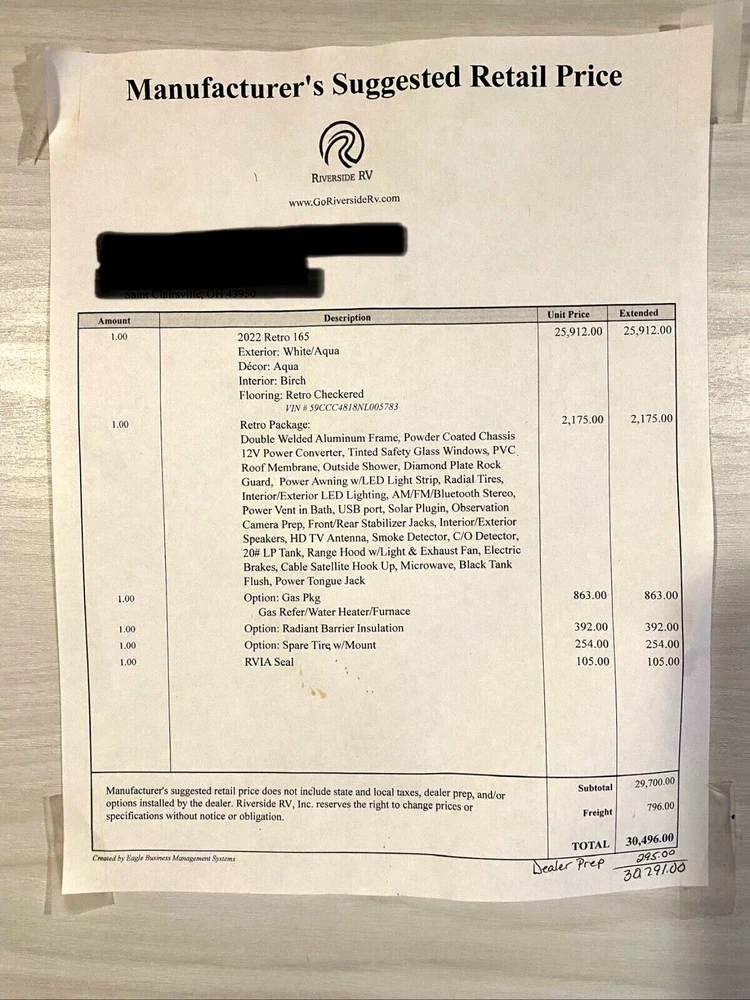 Manufacturer's Suggested Retail Price
RIVERSIDE RV
www.GoRiversideRv.com
Saint Clairsville, OH 43950
Amount Description Unit Price Extended
1.00 2022 Retro 165 25,912.00 25,912.00
Exterior: White/Aqua
Décor: Aqua
Interior: Birch
Flooring: Retro Checkered
VIN # 59CCC4818NL005783
1.00 Retro Package: 2,175.00 2,175.00
Double Welded Aluminum Frame, Powder Coated Chassis
12V Power Converter, Tinted Safety Glass Windows, PVC
Roof Membrane, Outside Shower, Diamond Plate Rock
Guard, Power Awning w/LED Light Strip, Radial Tires,
Interior/Exterior LED Lighting, AM/FM/Bluetooth Stereo,
Power Vent in Bath, USB port, Solar Plugin, Observation
Camera Prep, Front/Rear Stabilizer Jacks, Interior/Exterior
Speakers, HD TV Antenna, Smoke Detector, C/O Detector,
20# LP Tank, Range Hood w/Light & Exhaust Fan, Electric
Brakes, Cable Satellite Hook Up, Microwave, Black Tank
Flush, Power Tongue Jack
1.00 Option: Gas Pkg 863.00 863.00
Gas Refer/Water Heater/Furnace
1.00 Option: Radiant Barrier Insulation 392.00 392.00
1.00 Option: Spare Tire w/Mount 254.00 254.00
1.00 RVIA Seal 105.00 105.00
Manufacturer's suggested retail price does not include state and local taxes, dealer prep, and/or
options installed by the dealer. Riverside RV, Inc. reserves the right to change prices or
specifications without notice or obligation.
Subtotal 29,700.00
Freight 796.00
TOTAL 30,496.00
Created by Eagle Business Management Systems
Dealer Prep 295.00
30,791.00